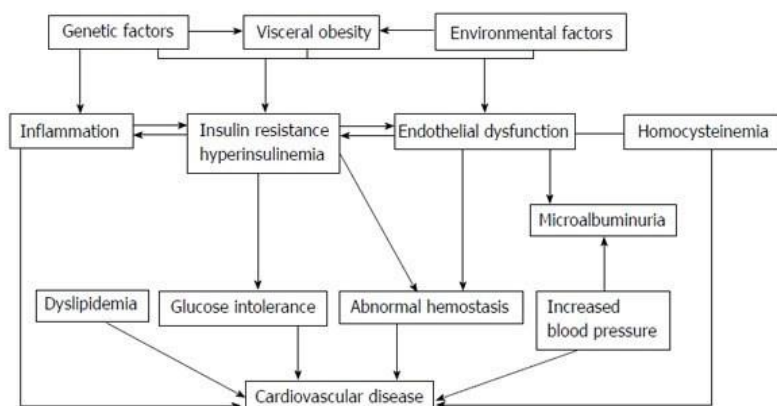 Genetic factors
Visceral obesity
Environmental factors
Inflammation
Insulin resistance
hyperinsulinemia
Endothelial dysfunction
Homocysteinemia
Microalbuminuria
Dyslipidemia
Glucose intolerance
Abnormal hemostasis
Increased
blood pressure
Cardiovascular disease